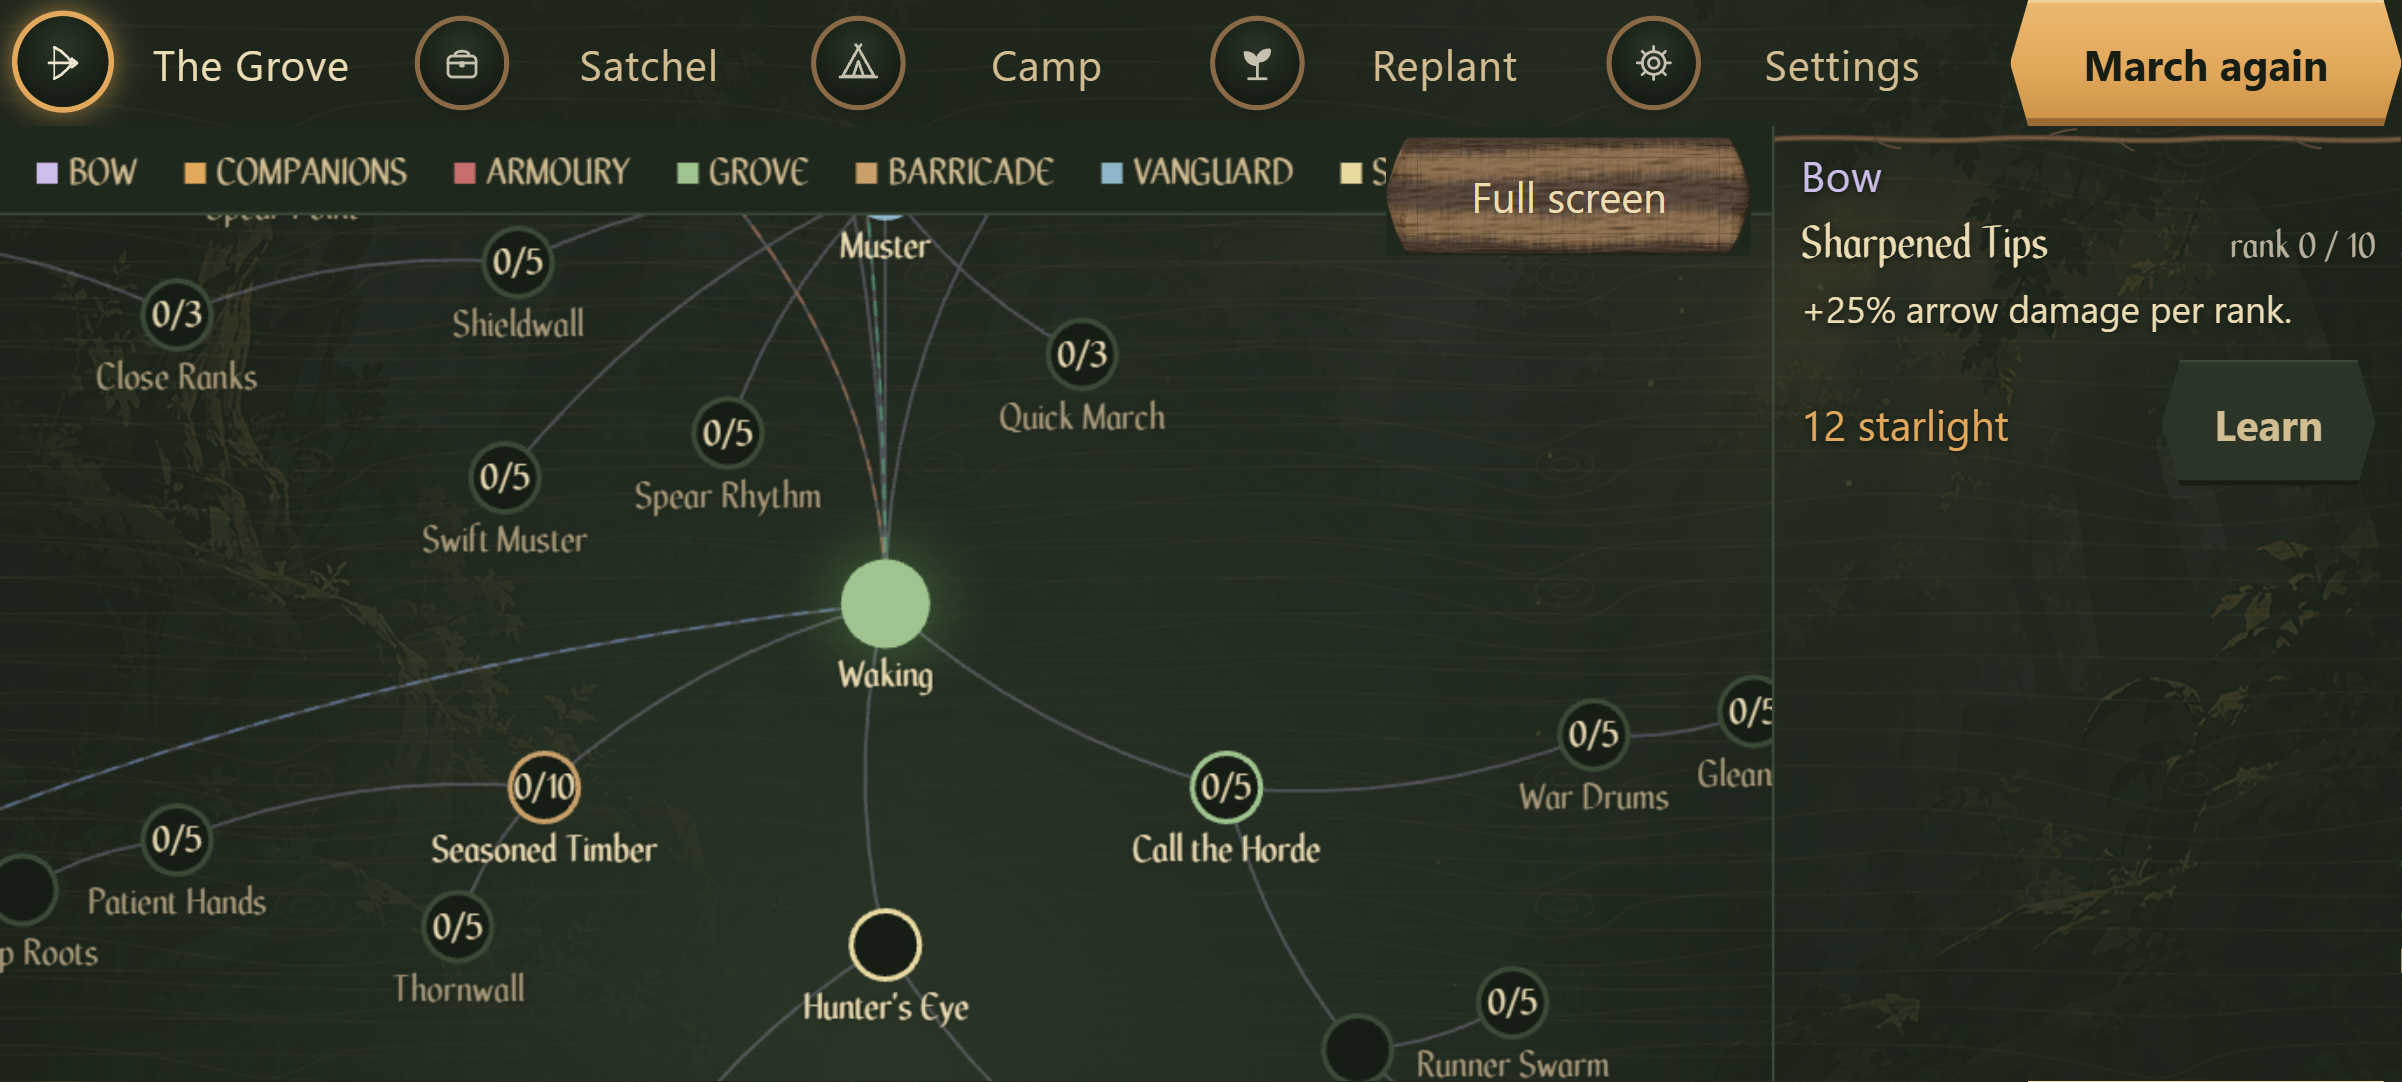 The Grove
Satchel
Camp
Replant
Settings
March again
BOW
COMPANIONS
ARMOURY
GROVE
BARRICADE
VANGUARD
S
Full screen
Bow
Sharpened Tips
rank 0 / 10
+25% arrow damage per rank.
12 starlight
Learn
Muster
0/5
Shieldwall
0/3
Close Ranks
0/3
Quick March
0/5
Spear Rhythm
0/5
Swift Muster
Waking
0/5
Glean
0/5
War Drums
0/10
Seasoned Timber
0/5
Call the Horde
0/5
Patient Hands
p Roots
0/5
Thornwall
Hunter's Eye
0/5
Runner Swarm